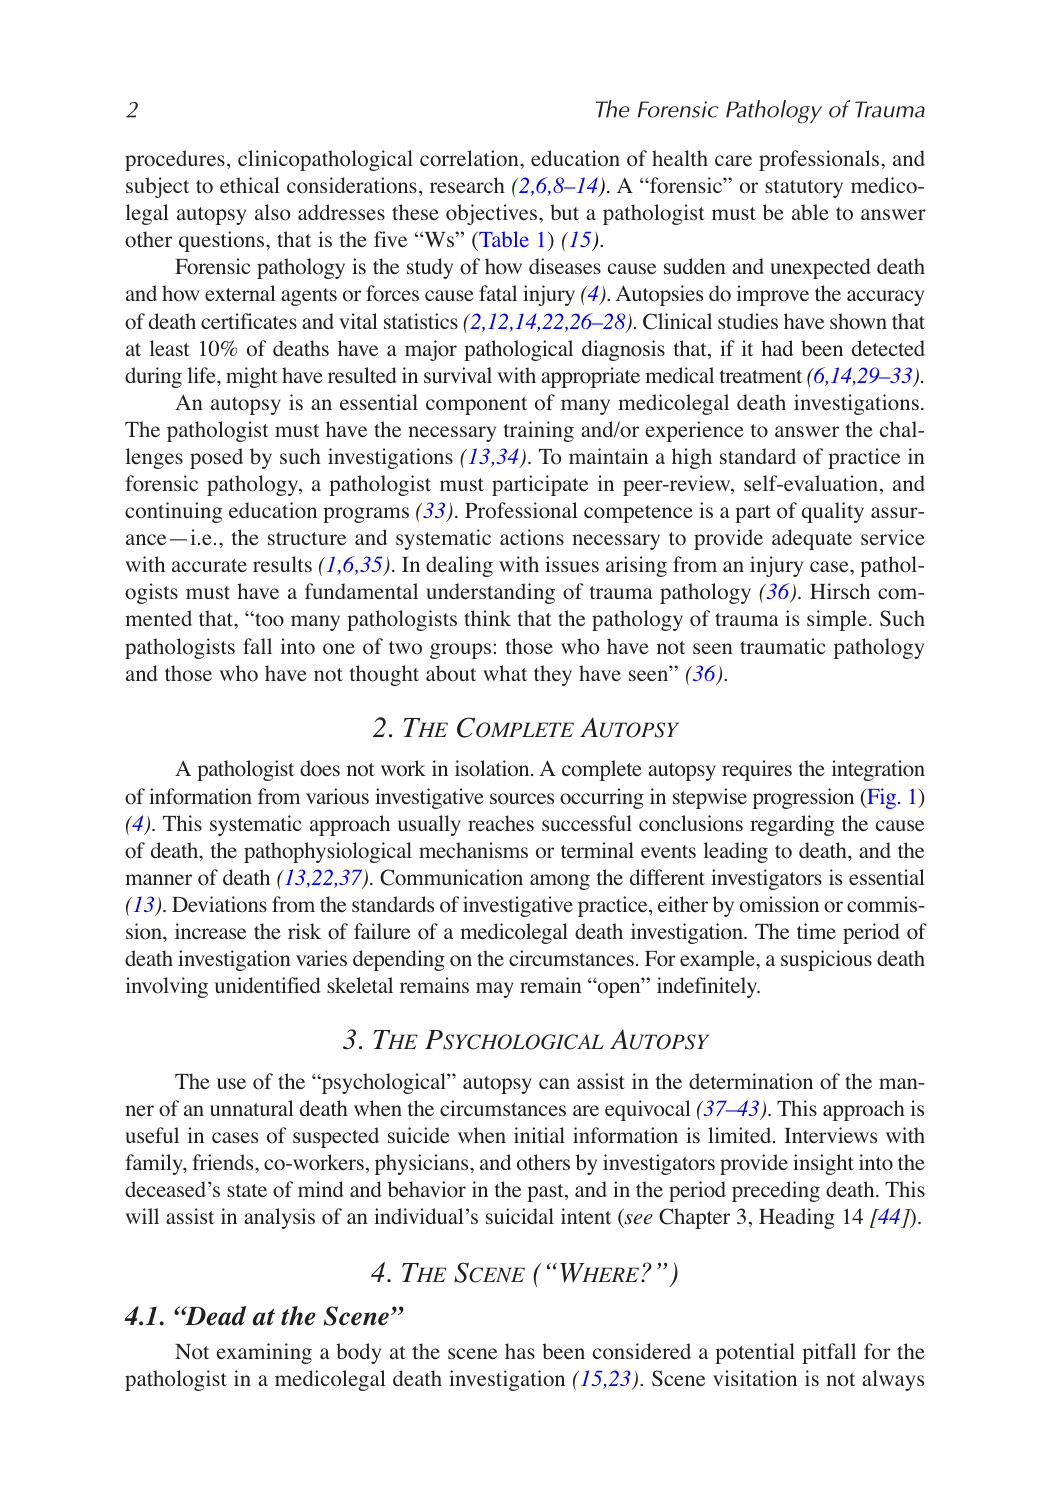 2
The Forensic Pathology of Trauma
procedures, clinicopathological correlation, education of health care professionals, and
subject to ethical considerations, research (2,6,8–14). A “forensic” or statutory medico-
legal autopsy also addresses these objectives, but a pathologist must be able to answer
other questions, that is the five “Ws” (Table 1) (15).
Forensic pathology is the study of how diseases cause sudden and unexpected death
and how external agents or forces cause fatal injury (4). Autopsies do improve the accuracy
of death certificates and vital statistics (2,12,14,22,26–28). Clinical studies have shown that
at least 10% of deaths have a major pathological diagnosis that, if it had been detected
during life, might have resulted in survival with appropriate medical treatment (6,14,29–33).
An autopsy is an essential component of many medicolegal death investigations.
The pathologist must have the necessary training and/or experience to answer the chal-
lenges posed by such investigations (13,34). To maintain a high standard of practice in
forensic pathology, a pathologist must participate in peer-review, self-evaluation, and
continuing education programs (33). Professional competence is a part of quality assur-
ance—i.e., the structure and systematic actions necessary to provide adequate service
with accurate results (1,6,35). In dealing with issues arising from an injury case, pathol-
ogists must have a fundamental understanding of trauma pathology (36). Hirsch com-
mented that, “too many pathologists think that the pathology of trauma is simple. Such
pathologists fall into one of two groups: those who have not seen traumatic pathology
and those who have not thought about what they have seen” (36).
2. THE COMPLETE AUTOPSY
A pathologist does not work in isolation. A complete autopsy requires the integration
of information from various investigative sources occurring in stepwise progression (Fig. 1)
(4). This systematic approach usually reaches successful conclusions regarding the cause
of death, the pathophysiological mechanisms or terminal events leading to death, and the
manner of death (13,22,37). Communication among the different investigators is essential
(13). Deviations from the standards of investigative practice, either by omission or commis-
sion, increase the risk of failure of a medicolegal death investigation. The time period of
death investigation varies depending on the circumstances. For example, a suspicious death
involving unidentified skeletal remains may remain “open” indefinitely.
3. THE PSYCHOLOGICAL AUTOPSY
The use of the “psychological” autopsy can assist in the determination of the man-
ner of an unnatural death when the circumstances are equivocal (37–43). This approach is
useful in cases of suspected suicide when initial information is limited. Interviews with
family, friends, co-workers, physicians, and others by investigators provide insight into the
deceased’s state of mind and behavior in the past, and in the period preceding death. This
will assist in analysis of an individual’s suicidal intent (see Chapter 3, Heading 14 [44]).
4. THE SCENE (“WHERE?”)
4.1. “Dead at the Scene”
Not examining a body at the scene has been considered a potential pitfall for the
pathologist in a medicolegal death investigation (15,23). Scene visitation is not always